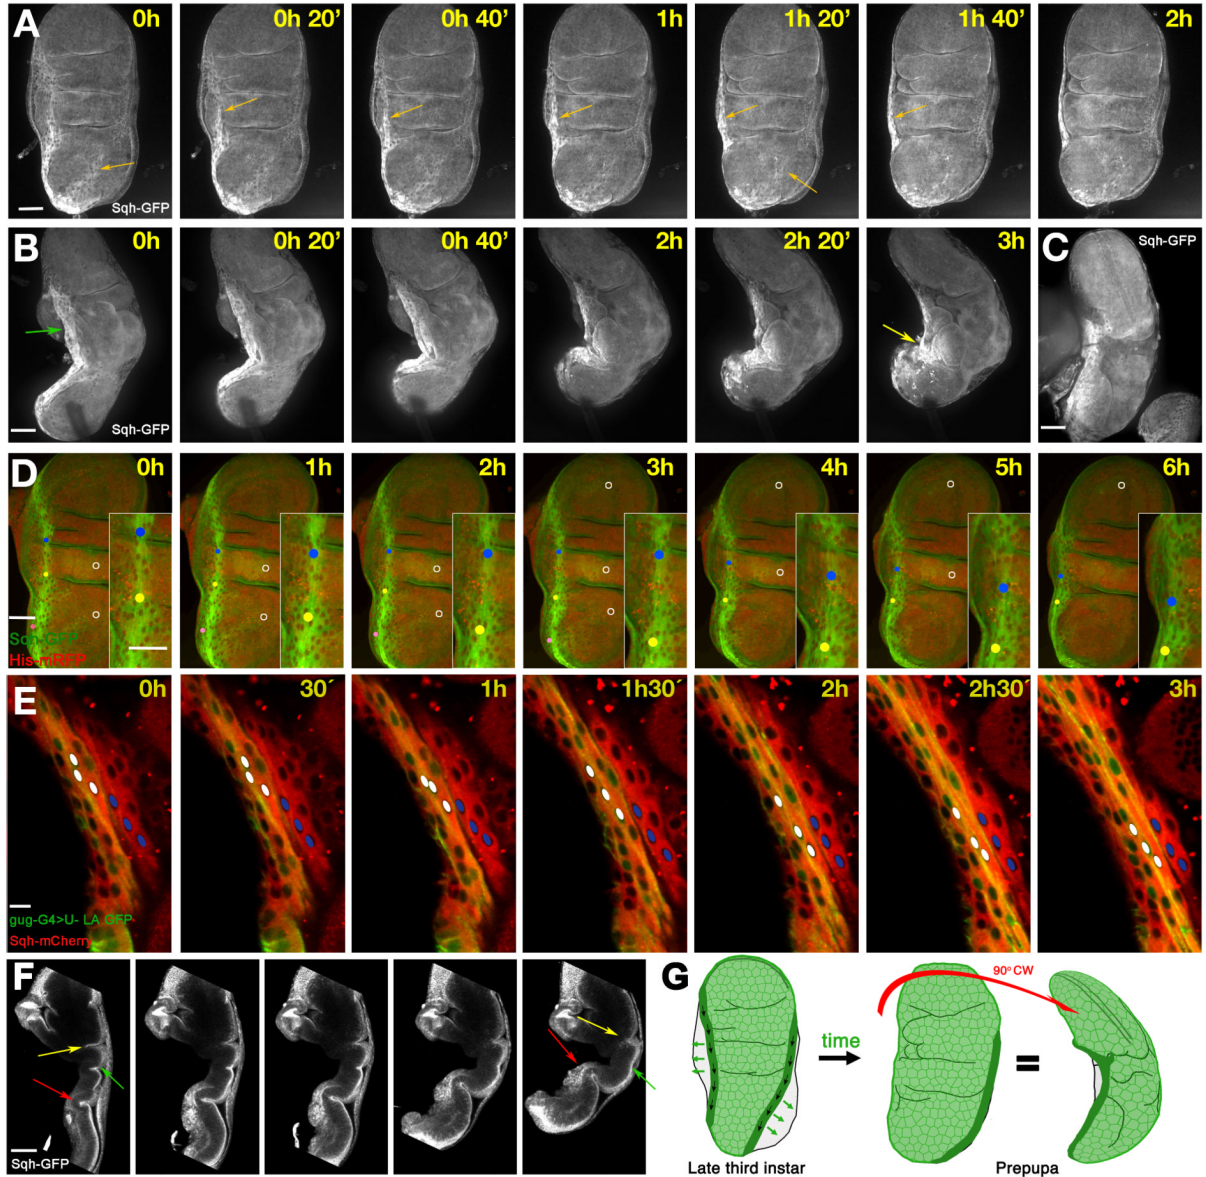 A
0h
0h 20’
0h 40’
1h
1h 20’
1h 40’
2h
Sqh-GFP
B
0h
0h 20’
0h 40’
2h
2h 20’
3h
C
Sqh-GFP
Sqh-GFP
D
0h
1h
2h
3h
4h
5h
6h
Sqh-GFP
His-mRFP
E
0h
30´
1h
1h30´
2h
2h30´
3h
gug-G4>U- LA GFP
Sqh-mCherry
F
Sqh-GFP
G
90º CW
time
=
Late third instar
Prepupa